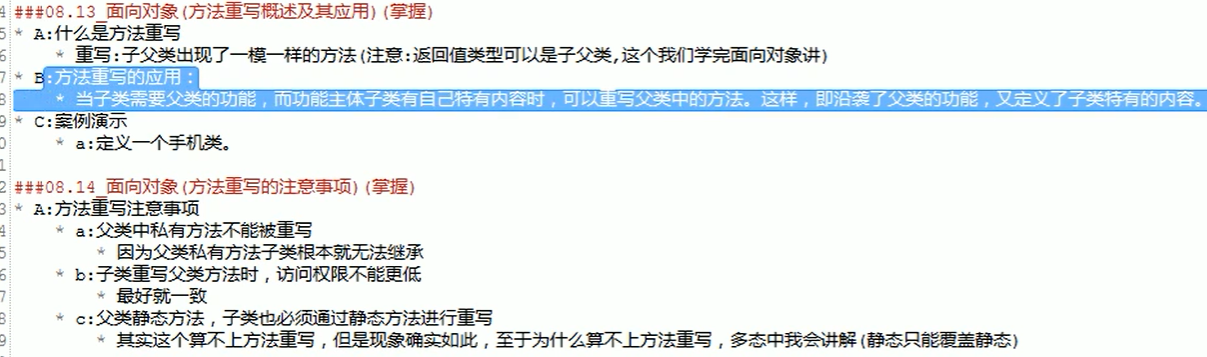 4 ###08.13_面向对象(方法重写概述及其应用)(掌握)
5 * A:什么是方法重写
6 * 重写:子父类出现了一模一样的方法(注意:返回值类型可以是子父类,这个我们学完面向对象讲)
7 * B:方法重写的应用：
8 * 当子类需要父类的功能，而功能主体子类有自己特有内容时，可以重写父类中的方法。这样，即沿袭了父类的功能，又定义了子类特有的内容。
9 * C:案例演示
0 * a:定义一个手机类。
1
2 ###08.14_面向对象(方法重写的注意事项)(掌握)
3 * A:方法重写注意事项
4 * a:父类中私有方法不能被重写
5 * 因为父类私有方法子类根本就无法继承
6 * b:子类重写父类方法时，访问权限不能更低
7 * 最好就一致
8 * c:父类静态方法，子类也必须通过静态方法进行重写
9 * 其实这个算不上方法重写，但是现象确实如此，至于为什么算不上方法重写，多态中我会讲解(静态只能覆盖静态)